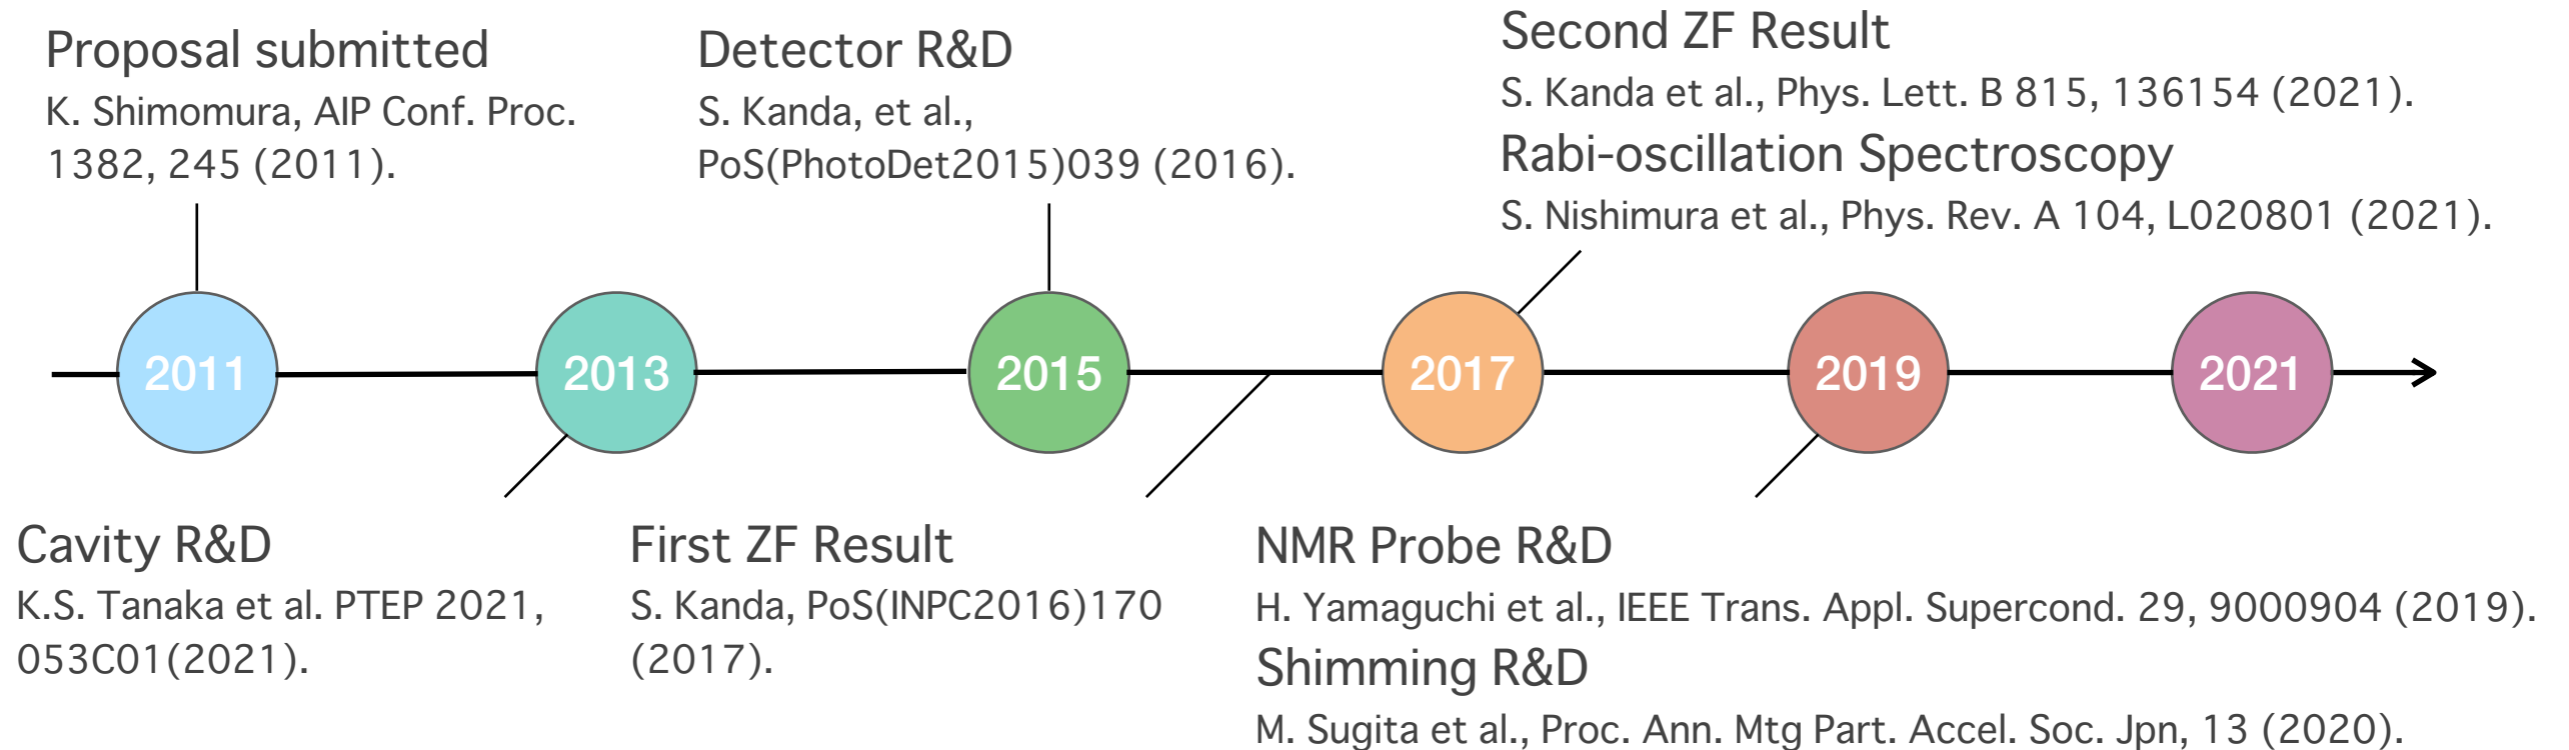 Proposal submitted
K. Shimomura, AIP Conf. Proc.
1382, 245 (2011).
Detector R&D
S. Kanda, et al.,
PoS(PhotoDet2015)039 (2016).
Second ZF Result
S. Kanda et al., Phys. Lett. B 815, 136154 (2021).
Rabi-oscillation Spectroscopy
S. Nishimura et al., Phys. Rev. A 104, L020801 (2021).
2011
2013
2015
2017
2019
2021
Cavity R&D
K.S. Tanaka et al. PTEP 2021,
053C01(2021).
First ZF Result
S. Kanda, PoS(INPC2016)170
(2017).
NMR Probe R&D
H. Yamaguchi et al., IEEE Trans. Appl. Supercond. 29, 9000904 (2019).
Shimming R&D
M. Sugita et al., Proc. Ann. Mtg Part. Accel. Soc. Jpn, 13 (2020).